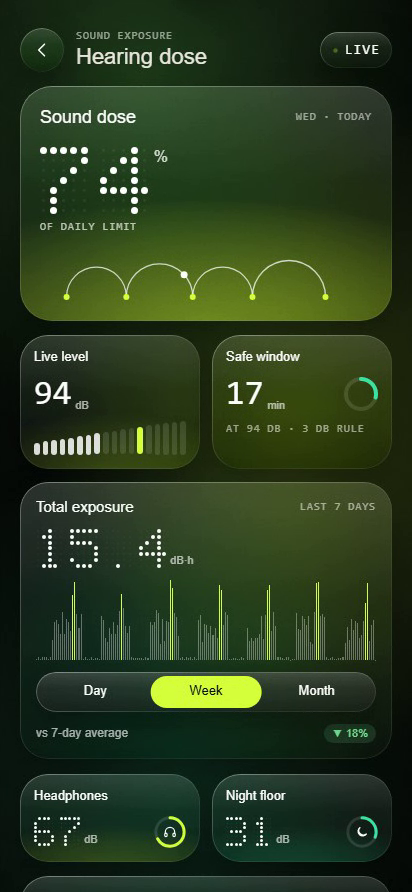 SOUND EXPOSURE
Hearing dose
LIVE
Sound dose
WED · TODAY
74 %
OF DAILY LIMIT
Live level
94 dB
Safe window
17 min
AT 94 DB · 3 DB RULE
Total exposure
LAST 7 DAYS
15.4 dB·h
Day
Week
Month
vs 7-day average
▼ 18%
Headphones
67 dB
Night floor
31 dB